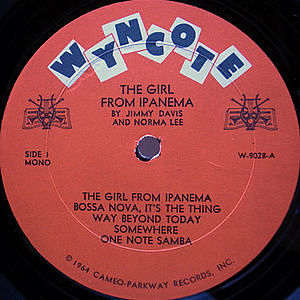 WYNCOTE
THE GIRL
FROM IPANEMA
BY JIMMY DAVIS
AND NORMA LEE
SIDE 1
MONO
W-9028-A
THE GIRL FROM IPANEMA
BOSSA NOVA, IT'S THE THING
WAY BEYOND TODAY
SOMEWHERE
ONE NOTE SAMBA
© 1964 CAMEO-PARKWAY RECORDS, INC.